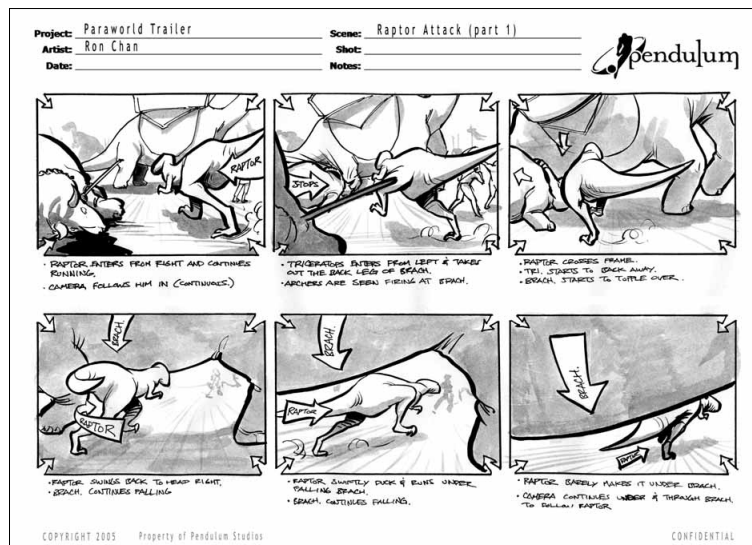 Project: Paraworld Trailer
Artist: Ron Chan
Date:
Scene: Raptor Attack (part 1)
Shot:
Notes:
pendulum
RAPTOR
• RAPTOR ENTERS FROM RIGHT AND CONTINUES
RUNNING.
• CAMERA FOLLOWS HIM IN (CONTINUOUS.)
STOPS
• TRICERATOPS ENTERS FROM LEFT & TAKES
OUT THE BACK LEG OF BRACH.
• ARCHERS ARE SEEN FIRING AT BRACH.
• RAPTOR CROSSES FRAME.
• TRI. STARTS TO BACK AWAY.
• BRACH. STARTS TO TOPPLE OVER.
BRACH.
RAPTOR
• RAPTOR SWINGS BACK TO HEAD RIGHT.
• BRACH. CONTINUES FALLING
BRACH.
RAPTOR
• RAPTOR SWIFTLY DUCK & RUNS UNDER
FALLING BRACH.
• BRACH. CONTINUES FALLING.
BRACH.
RAPTOR
• RAPTOR BARELY MAKES IT UNDER BRACH.
• CAMERA CONTINUES UNDER & THROUGH BRACH.
TO FOLLOW RAPTOR
COPYRIGHT 2005 Property of Pendulum Studios
CONFIDENTIAL